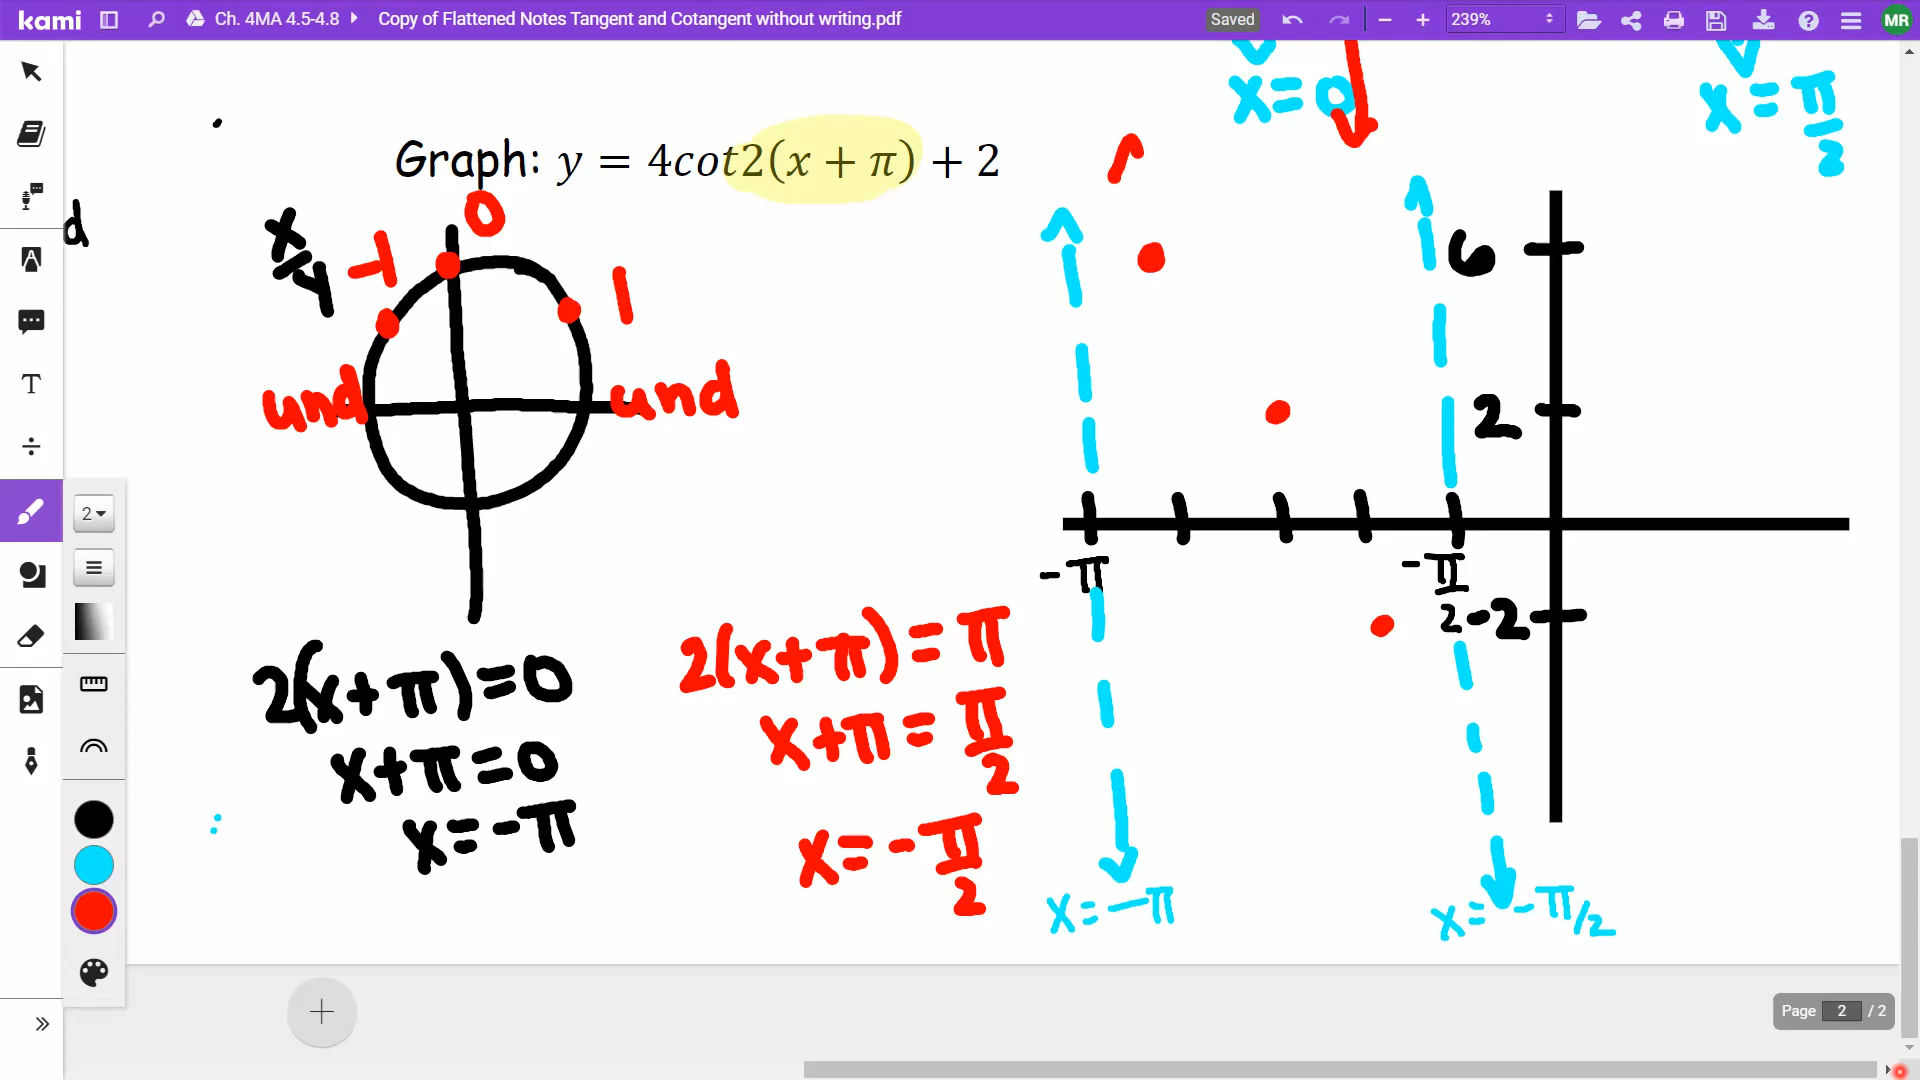 kami
Ch. 4MA 4.5-4.8
Copy of Flattened Notes Tangent and Cotangent without writing.pdf
Saved
239%
MR
x=0
x=π/2
Graph: y = 4cot2(x + π) + 2
d
x/y
-1
0
1
und
und
6
2
-π
-π/2
-2
2(x+π)=0
x+π=0
x=-π
2(x+π)=π
x+π=π/2
x=-π/2
x=-π
x=-π/2
2
T
Page 2 / 2